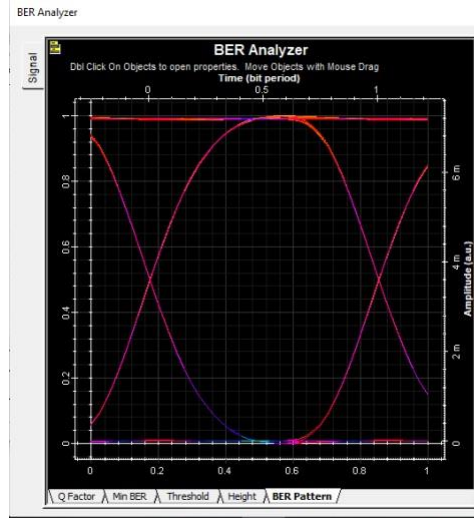 BER Analyzer
Signal
BER Analyzer
Dbl Click On Objects to open properties. Move Objects with Mouse Drag
Time (bit period)
0 0.5 1
1
0.8
0.6
0.4
0.2
0
6 m
4 m
2 m
0
Amplitude (a.u.)
0 0.2 0.4 0.6 0.8 1
Q Factor Min BER Threshold Height BER Pattern